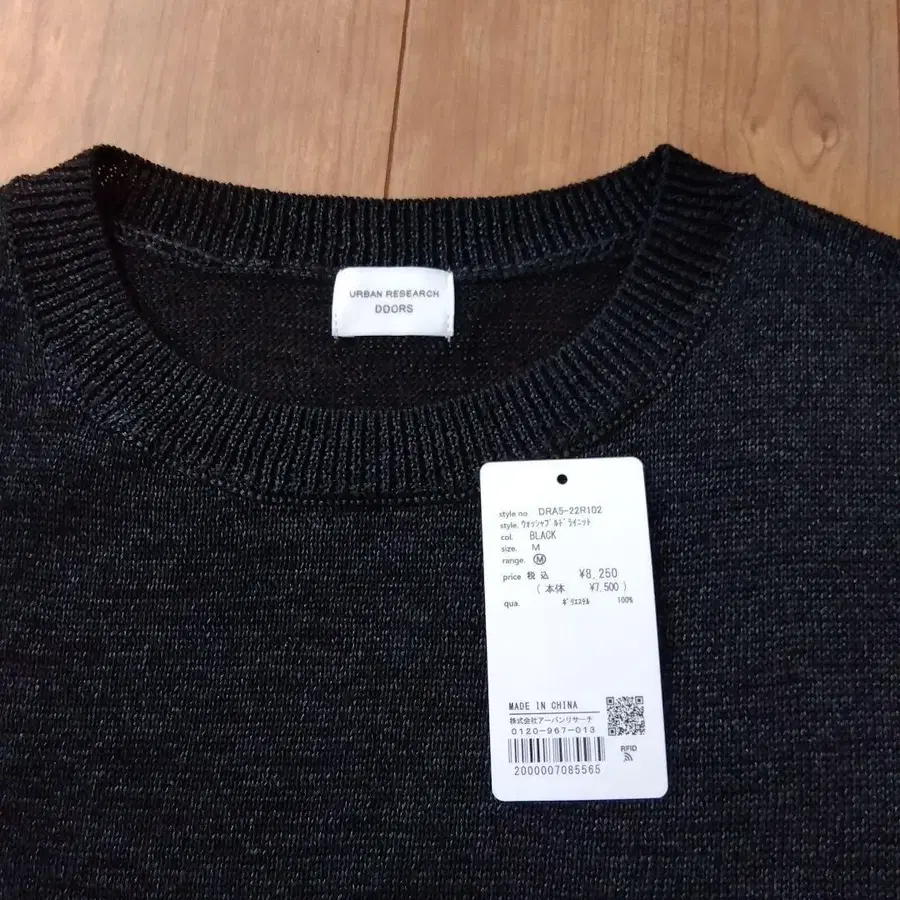 URBAN RESEARCH
DOORS
style no DRA5-22R102
style. ウォッシャブルドライニット
col. BLACK
size. M
range. Ⓜ
price 税込 ¥8,250
(本体 ¥7,500)
qua. ポリエステル 100%
MADE IN CHINA
株式会社アーバンリサーチ
0120-967-013
RFID
2000007085565